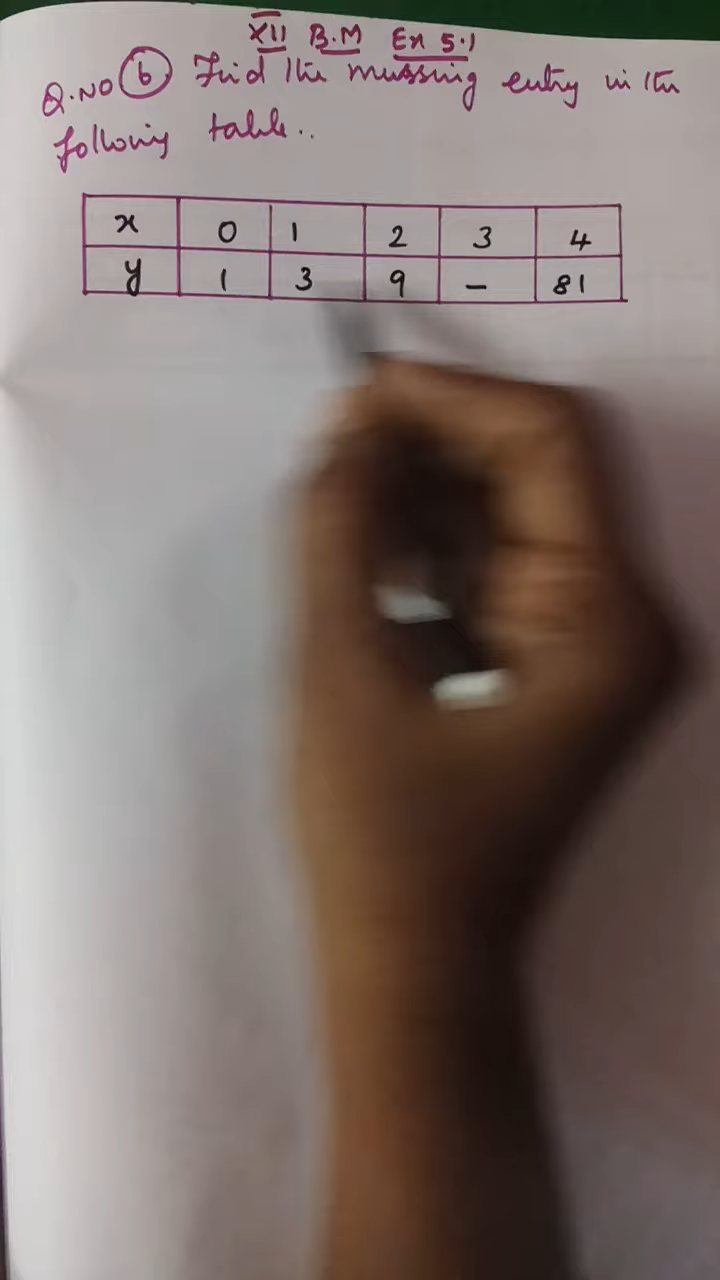 XII B.M Ex 5.1
Q.NO 6 Find the mussing entry in the
following table..
x 0 1 2 3 4
y 1 3 9 – 81